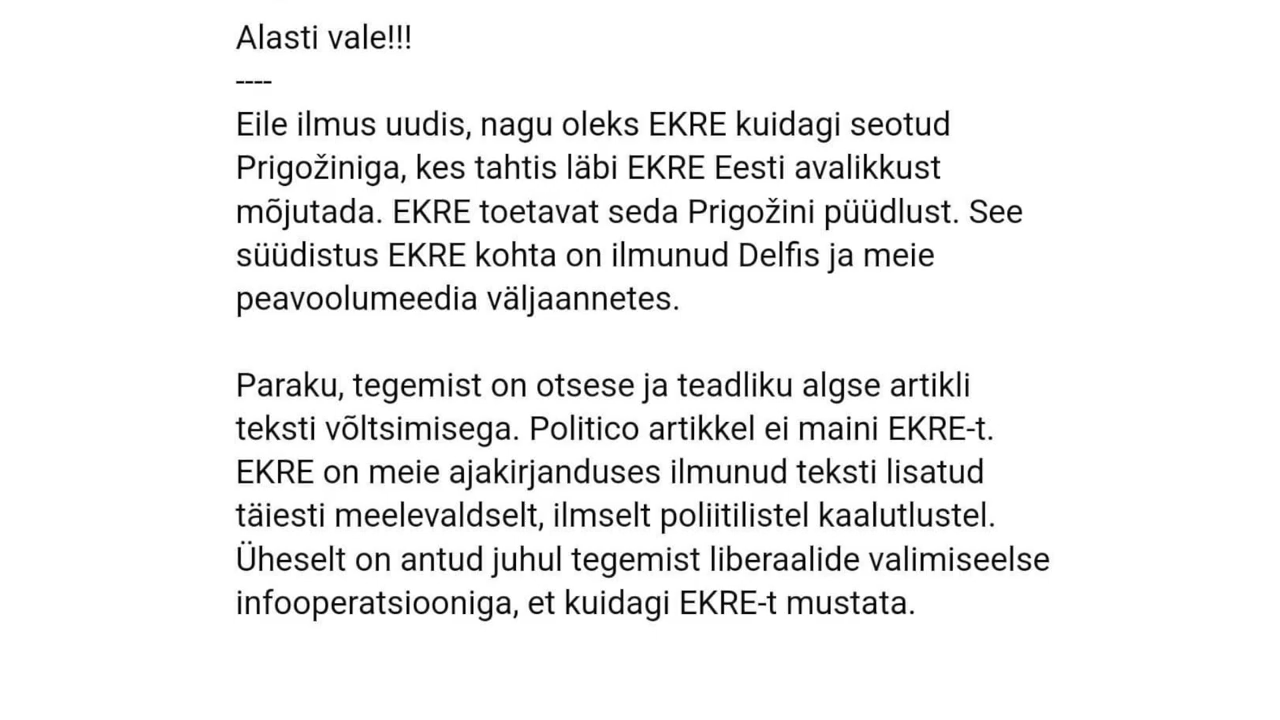 Alasti vale!!!
----
Eile ilmus uudis, nagu oleks EKRE kuidagi seotud
Prigožiniga, kes tahtis läbi EKRE Eesti avalikkust
mõjutada. EKRE toetavat seda Prigožini püüdlust. See
süüdistus EKRE kohta on ilmunud Delfis ja meie
peavoolumeedia väljaannetes.
Paraku, tegemist on otsese ja teadliku algse artikli
teksti võltsimisega. Politico artikkel ei maini EKRE-t.
EKRE on meie ajakirjanduses ilmunud teksti lisatud
täiesti meelevaldselt, ilmselt poliitilistel kaalutlustel.
Üheselt on antud juhul tegemist liberaalide valimiseelse
infooperatsiooniga, et kuidagi EKRE-t mustata.